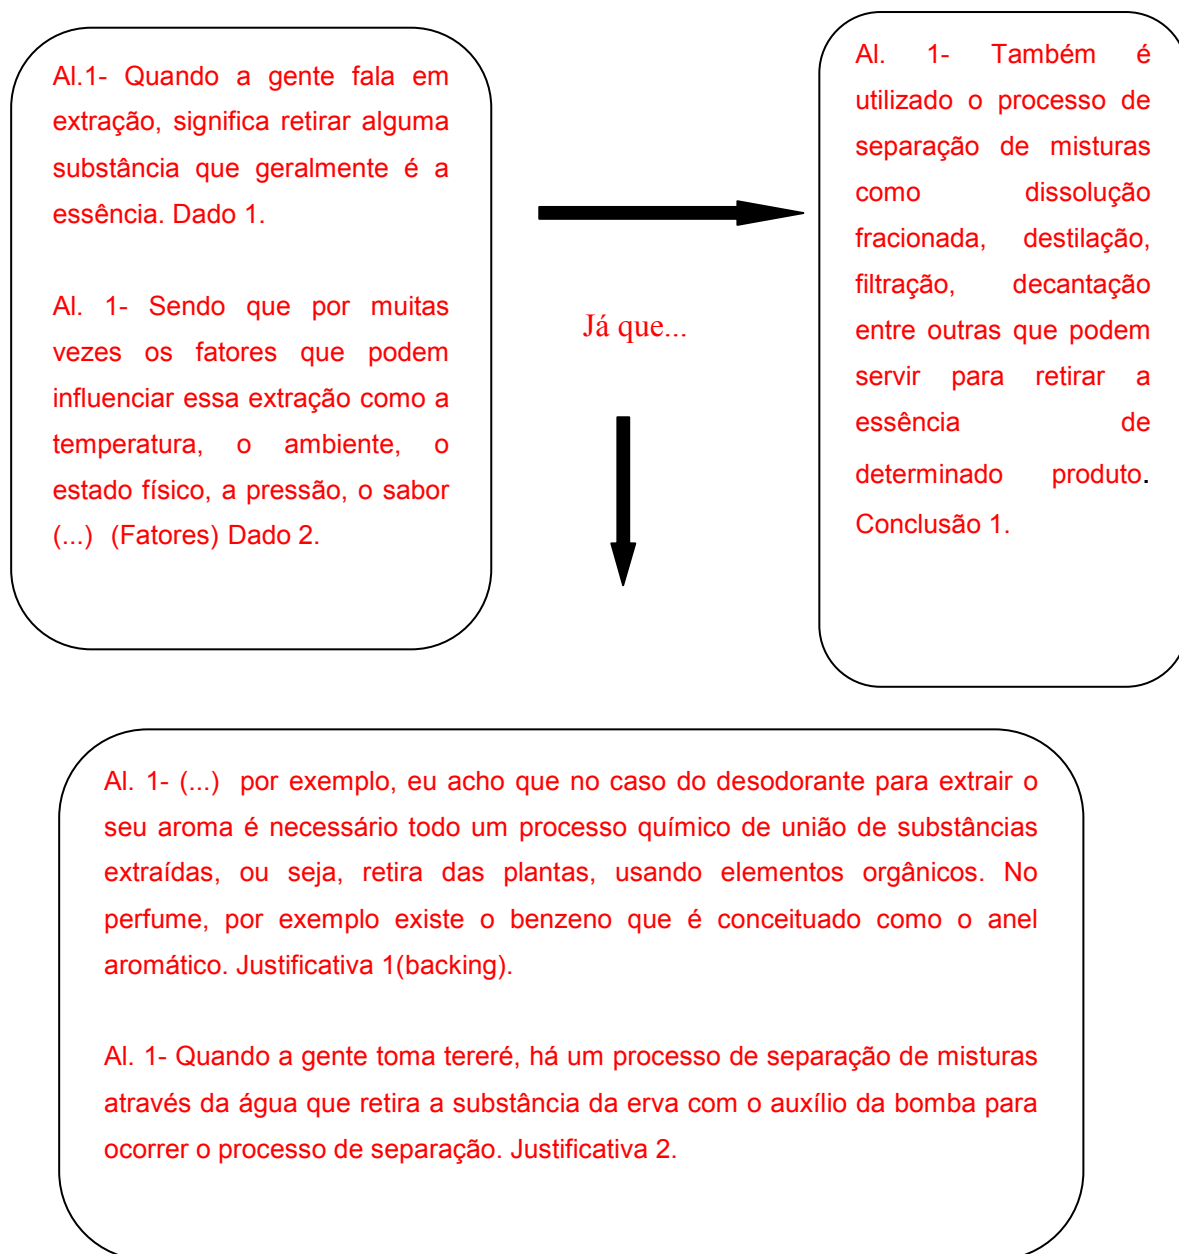 Al.1- Quando a gente fala em
extração, significa retirar alguma
substância que geralmente é a
essência. Dado 1.
Al. 1- Sendo que por muitas
vezes os fatores que podem
influenciar essa extração como a
temperatura, o ambiente, o
estado físico, a pressão, o sabor
(...) (Fatores) Dado 2.
Já que...
Al. 1- Também é
utilizado o processo de
separação de misturas
como dissolução
fracionada, destilação,
filtração, decantação
entre outras que podem
servir para retirar a
essência de
determinado produto.
Conclusão 1.
Al. 1- (...) por exemplo, eu acho que no caso do desodorante para extrair o
seu aroma é necessário todo um processo químico de união de substâncias
extraídas, ou seja, retira das plantas, usando elementos orgânicos. No
perfume, por exemplo existe o benzeno que é conceituado como o anel
aromático. Justificativa 1(backing).
Al. 1- Quando a gente toma tereré, há um processo de separação de misturas
através da água que retira a substância da erva com o auxílio da bomba para
ocorrer o processo de separação. Justificativa 2.